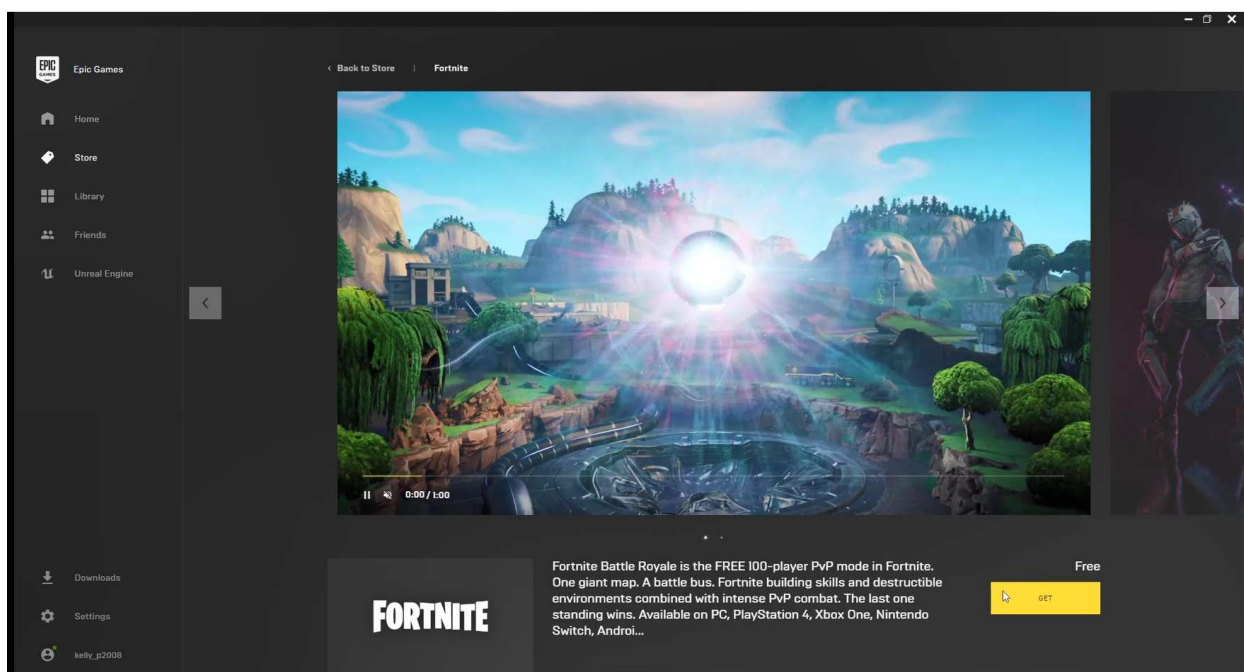 EPIC
GAMES
Epic Games
Home
Store
Library
Friends
Unreal Engine
Downloads
Settings
kelly_p2008
Back to Store | Fortnite
0:00 / 1:00
FORTNITE
Fortnite Battle Royale is the FREE 100-player PvP mode in Fortnite.
One giant map. A battle bus. Fortnite building skills and destructible
environments combined with intense PvP combat. The last one
standing wins. Available on PC, PlayStation 4, Xbox One, Nintendo
Switch, Androi...
Free
GET